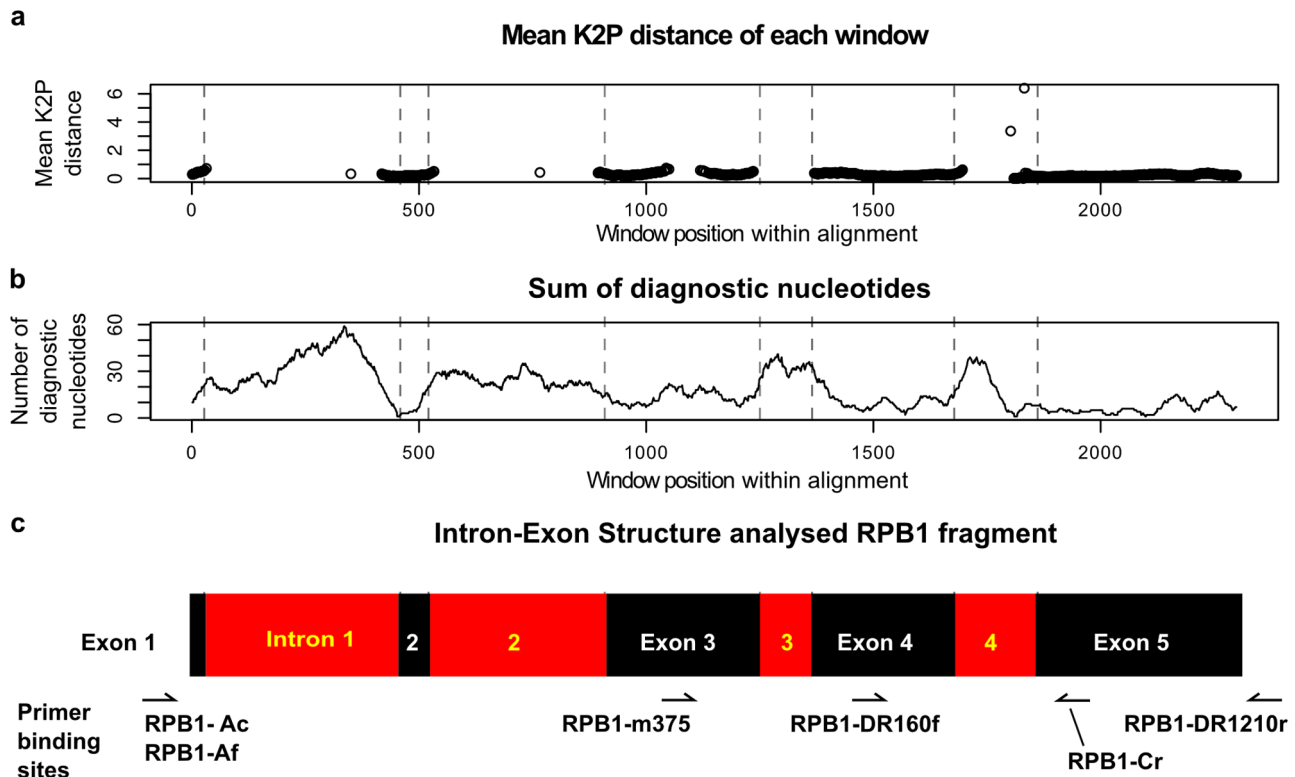 a
Mean K2P distance of each window
Mean K2P
distance
0 2 4 6
0 500 1000 1500 2000
Window position within alignment
b
Sum of diagnostic nucleotides
Number of
diagnostic
nucleotides
0 30 60
0 500 1000 1500 2000
Window position within alignment
c
Intron-Exon Structure analysed RPB1 fragment
Exon 1 Intron 1 2 2 Exon 3 3 Exon 4 4 Exon 5
Primer
binding
sites
RPB1- Ac
RPB1-Af
RPB1-m375
RPB1-DR160f
RPB1-Cr
RPB1-DR1210r